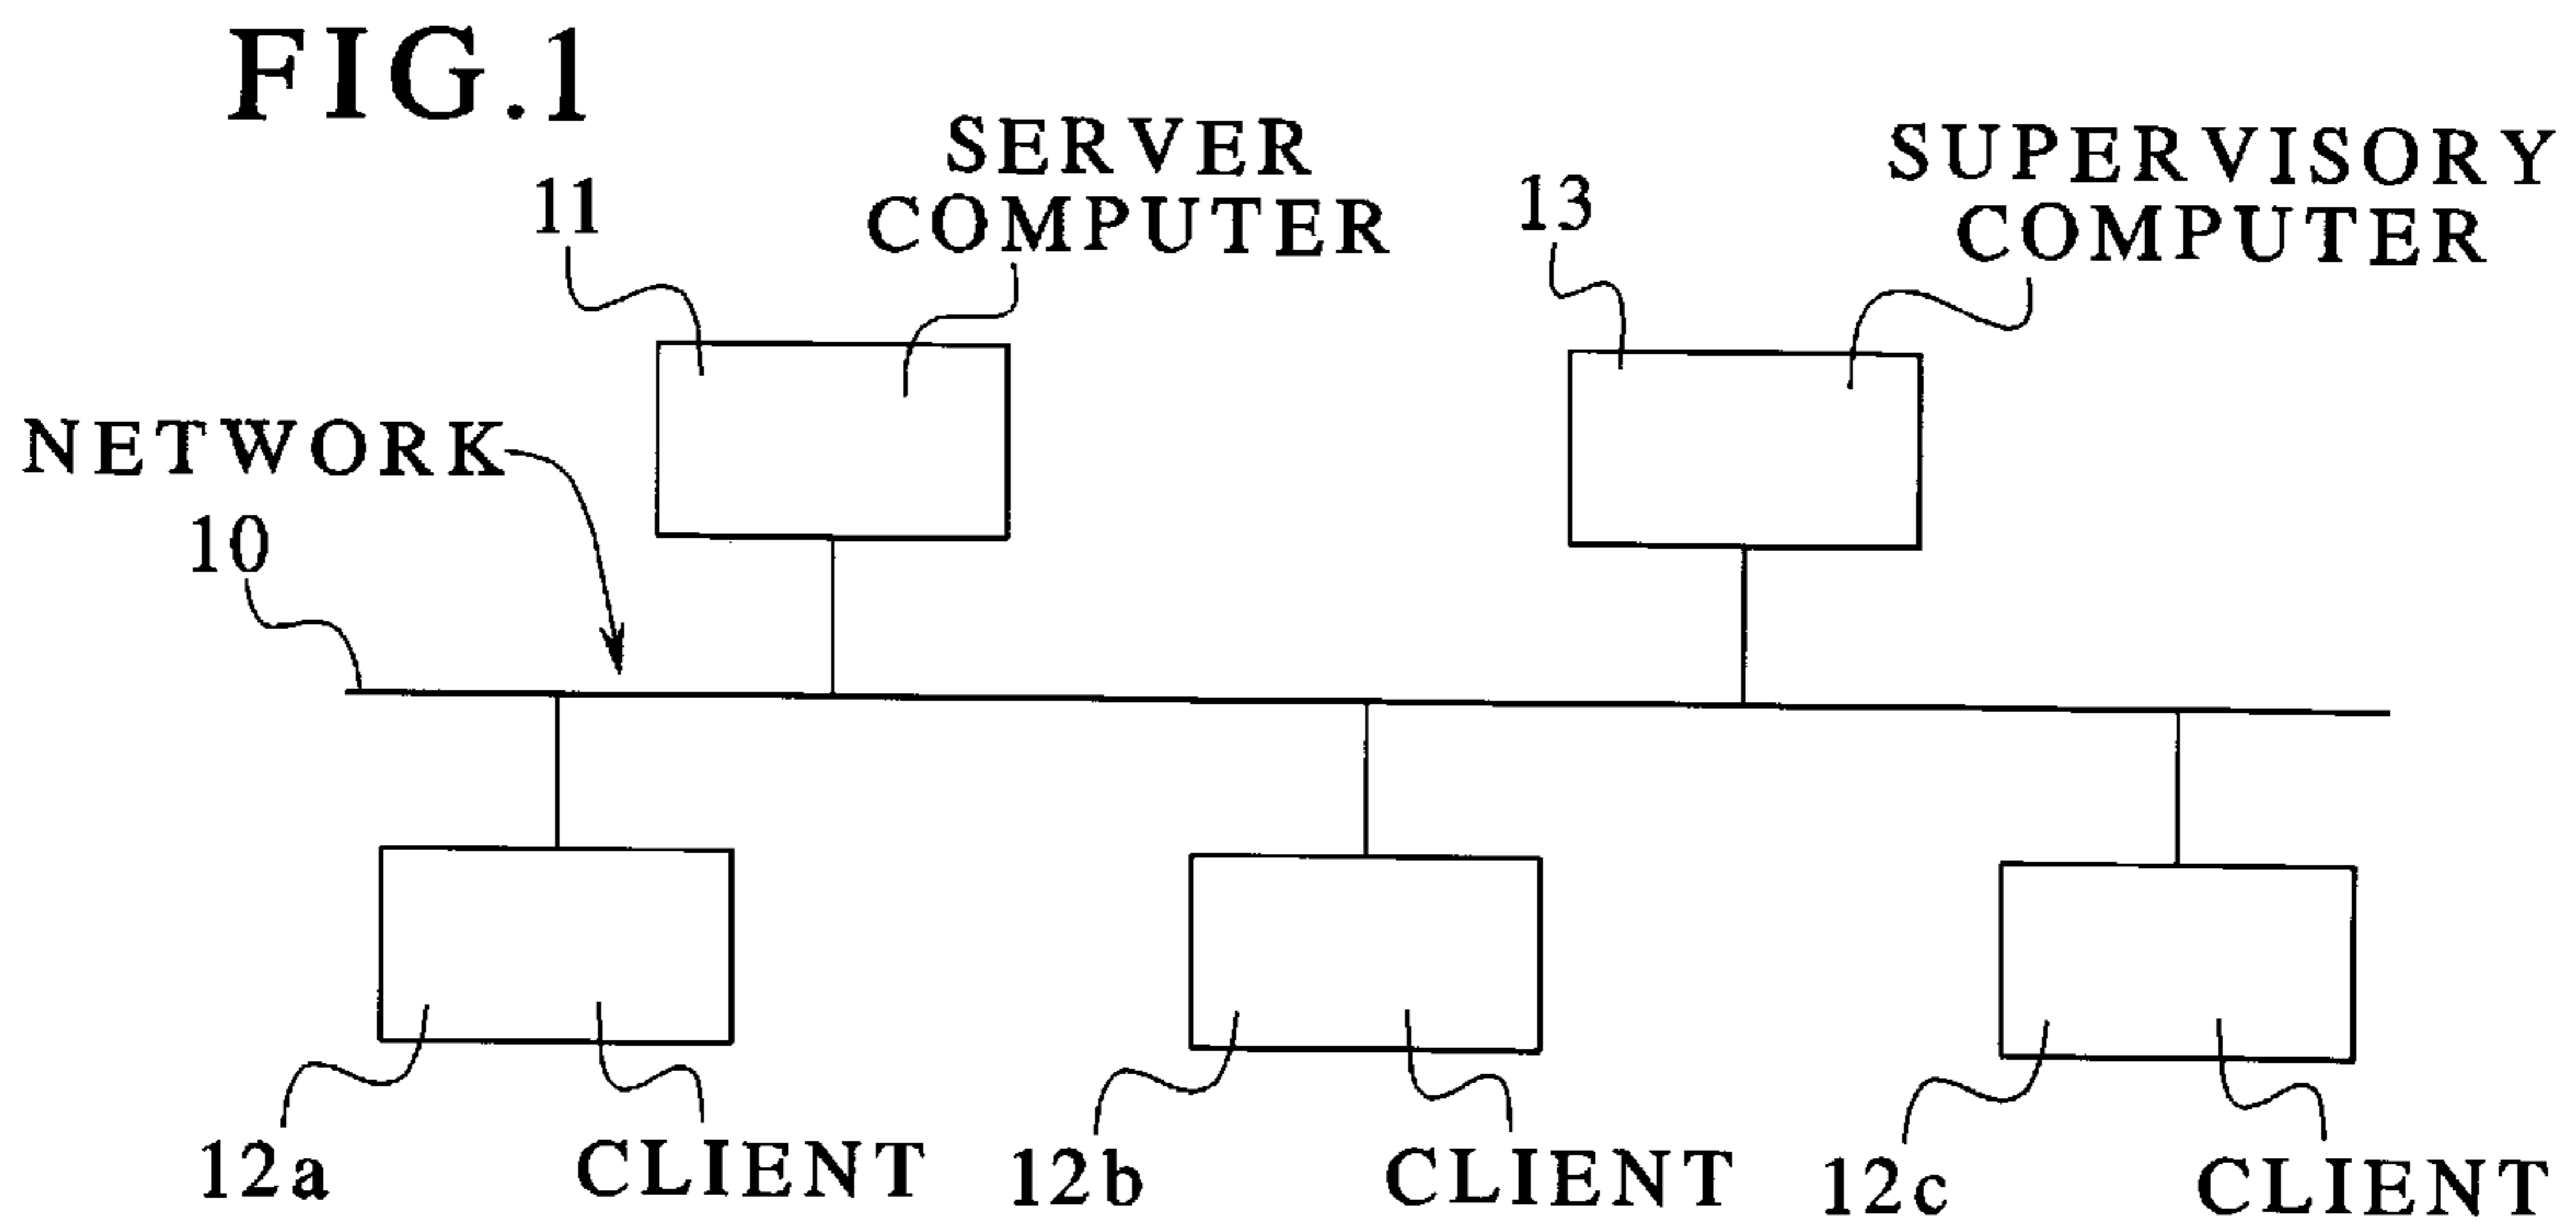 FIG.1
11
SERVER
COMPUTER
13
SUPERVISORY
COMPUTER
NETWORK
10
12a
CLIENT
12b
CLIENT
12c
CLIENT